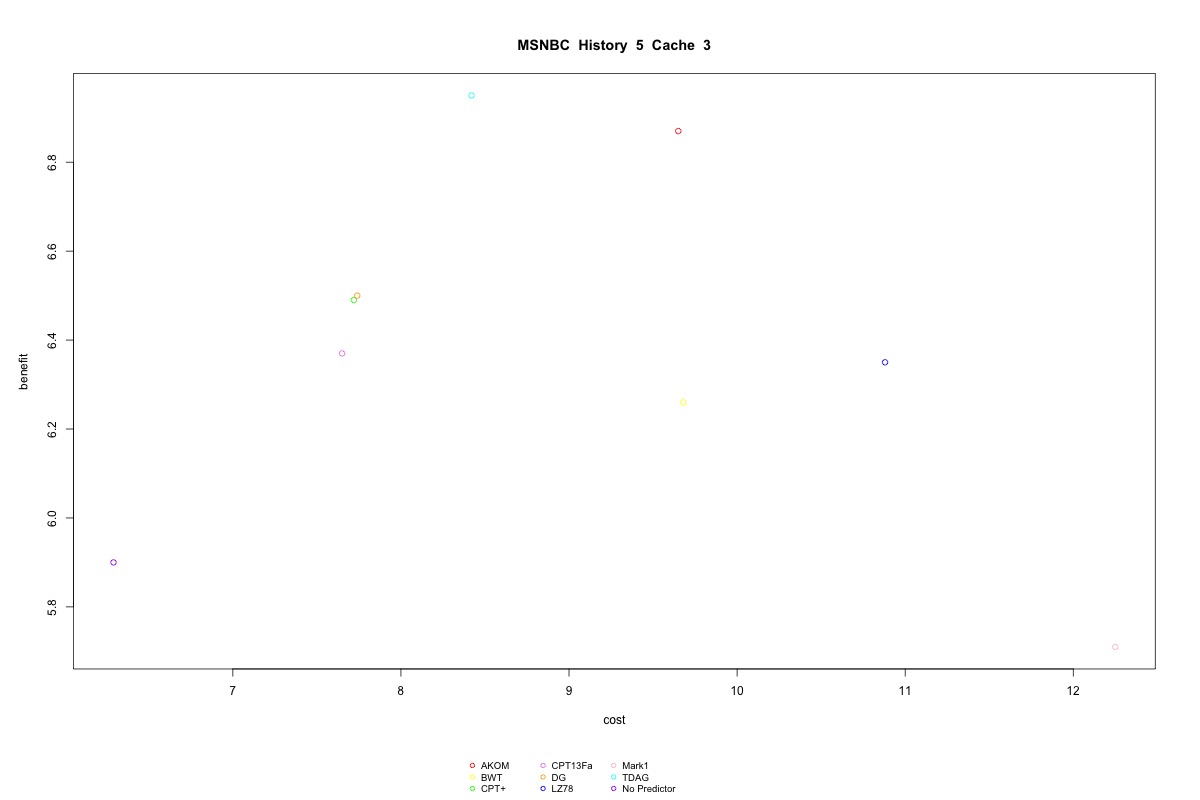 MSNBC History 5 Cache 3
6.8
6.6
6.4
6.2
6.0
5.8
benefit
7 8 9 10 11 12
cost
AKOM CPT13Fa Mark1
BWT DG TDAG
CPT+ LZ78 No Predictor